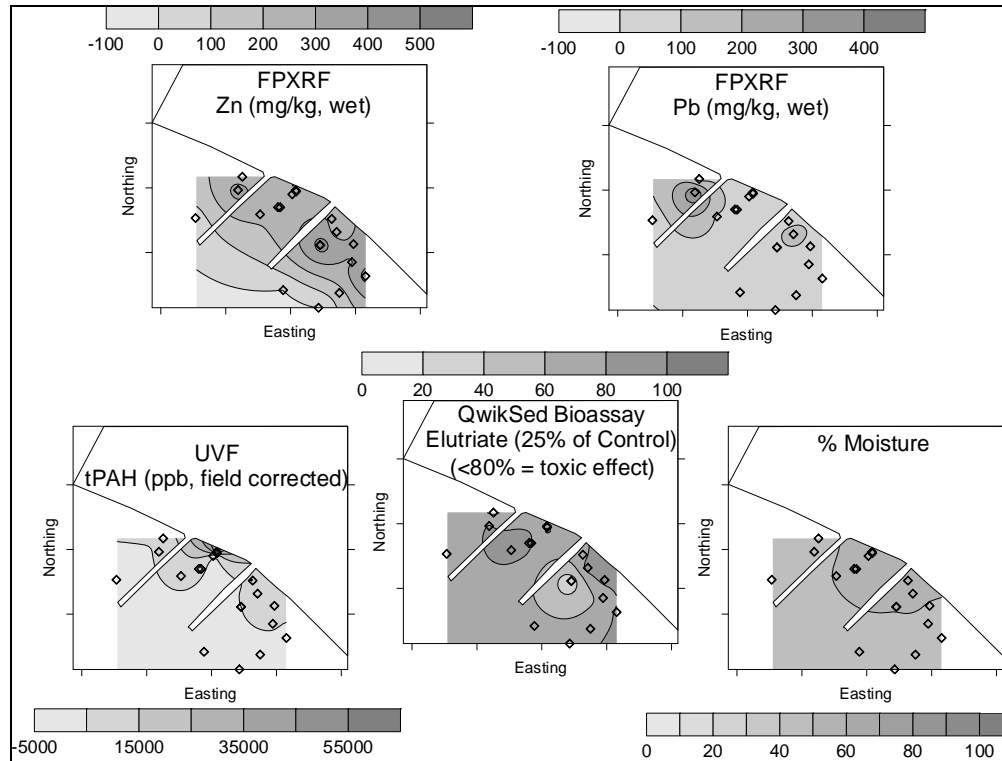 -100 0 100 200 300 400 500
FPXRF
Zn (mg/kg, wet)
Northing
Easting
-100 0 100 200 300 400
FPXRF
Pb (mg/kg, wet)
Northing
Easting
0 20 40 60 80 100
QwikSed Bioassay
Elutriate (25% of Control)
(<80% = toxic effect)
Northing
Easting
UVF
tPAH (ppb, field corrected)
Northing
Easting
-5000 15000 35000 55000
% Moisture
Northing
Easting
0 20 40 60 80 100